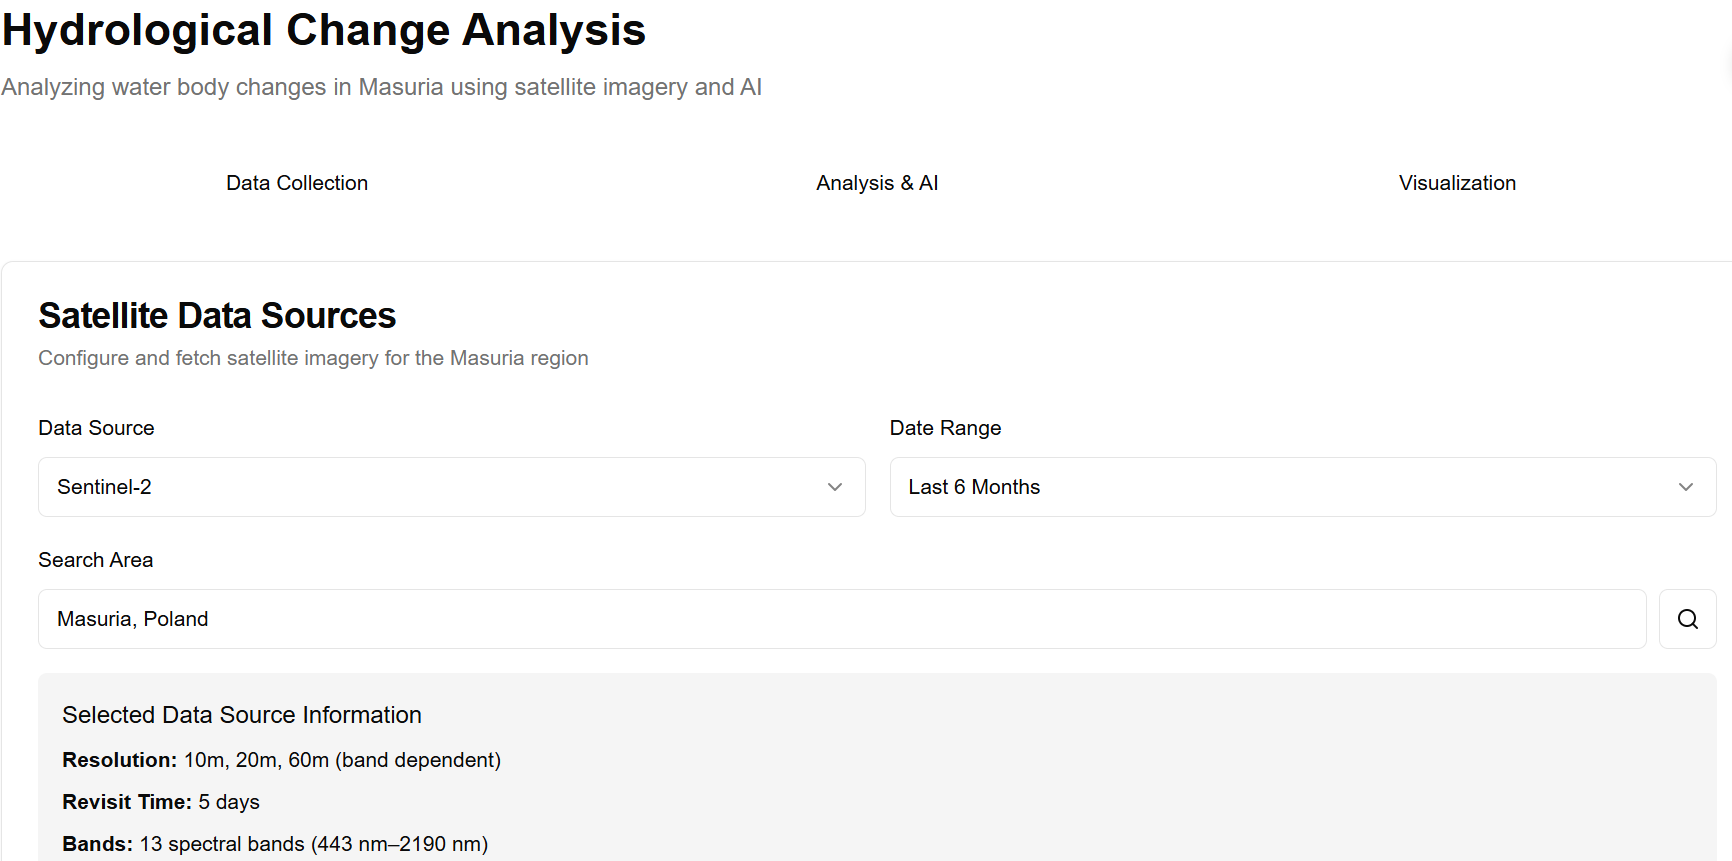 Hydrological Change Analysis
Analyzing water body changes in Masuria using satellite imagery and AI
Data Collection
Analysis & AI
Visualization
Satellite Data Sources
Configure and fetch satellite imagery for the Masuria region
Data Source
Date Range
Sentinel-2
Last 6 Months
Search Area
Masuria, Poland
Selected Data Source Information
Resolution: 10m, 20m, 60m (band dependent)
Revisit Time: 5 days
Bands: 13 spectral bands (443 nm–2190 nm)